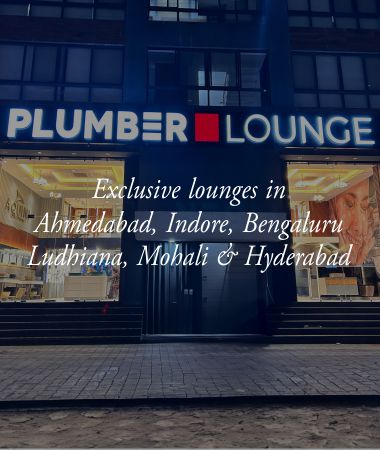 PLUMBER LOUNGE
Exclusive lounges in
Ahmedabad, Indore, Bengaluru
Ludhiana, Mohali & Hyderabad